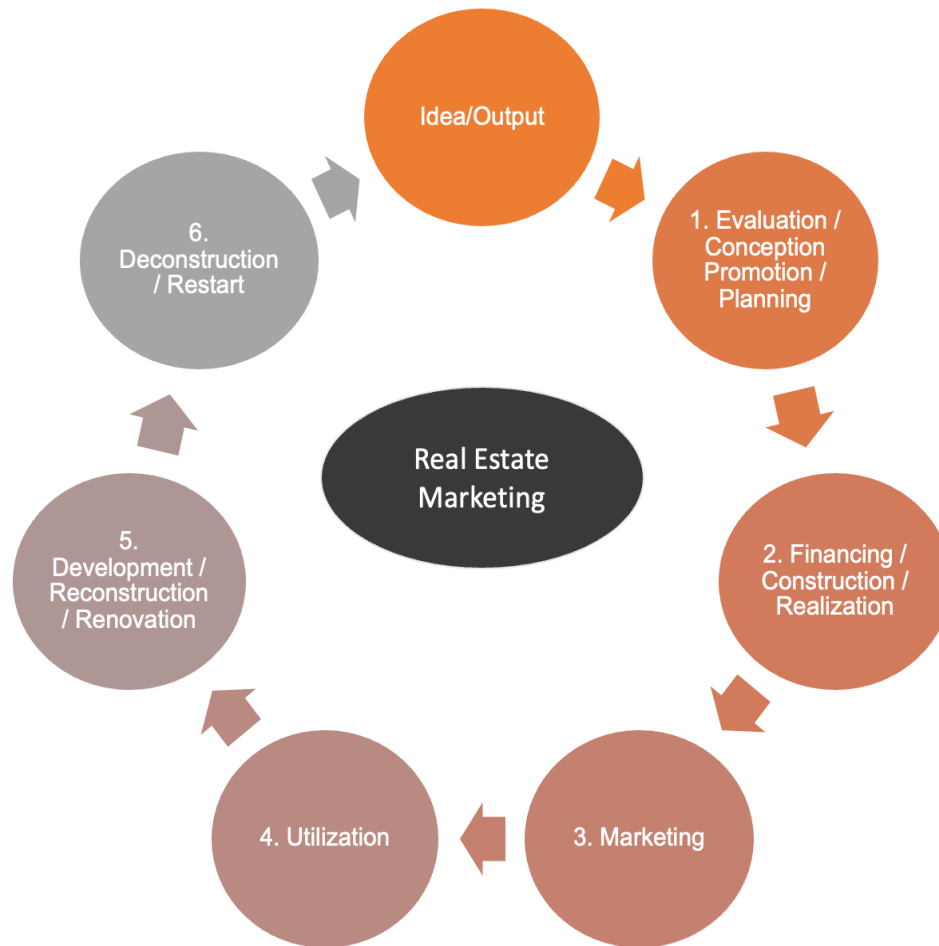 Idea/Output
1. Evaluation /
Conception
Promotion /
Planning
2. Financing /
Construction /
Realization
3. Marketing
4. Utilization
5.
Development /
Reconstruction
/ Renovation
6.
Deconstruction
/ Restart
Real Estate
Marketing